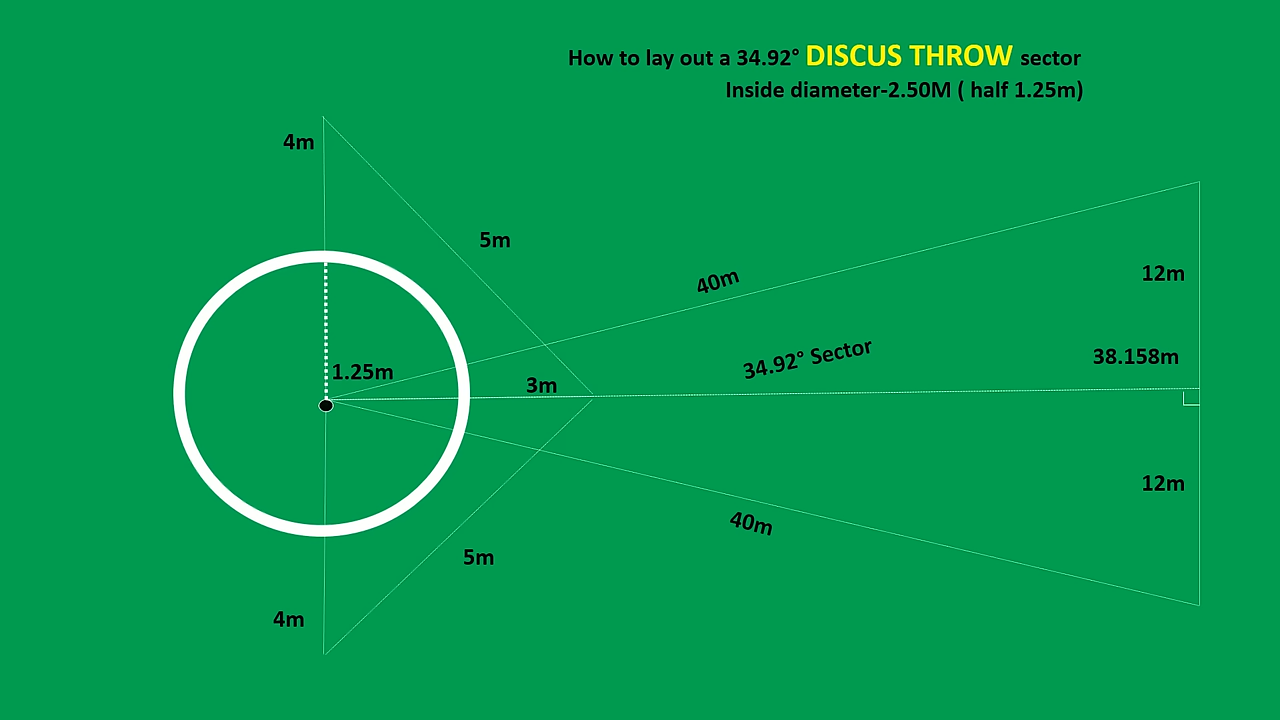 How to lay out a 34.92° DISCUS THROW sector
Inside diameter-2.50M ( half 1.25m)
4m
5m
40m
12m
34.92° Sector
38.158m
1.25m
3m
12m
40m
5m
4m